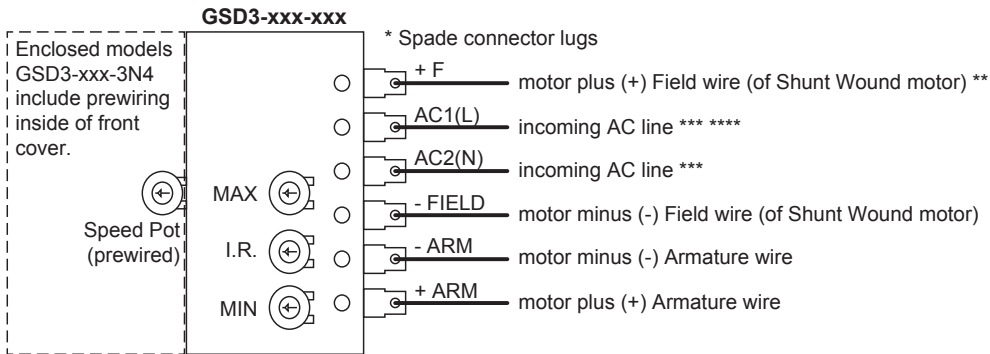 GSD3-xxx-xxx
Enclosed models
GSD3-xxx-3N4
include prewiring
inside of front
cover.
Speed Pot
(prewired)
MAX
I.R.
MIN
* Spade connector lugs
+ F
motor plus (+) Field wire (of Shunt Wound motor) **
AC1(L)
incoming AC line *** ****
AC2(N)
incoming AC line ***
- FIELD
motor minus (-) Field wire (of Shunt Wound motor)
- ARM
motor minus (-) Armature wire
+ ARM
motor plus (+) Armature wire